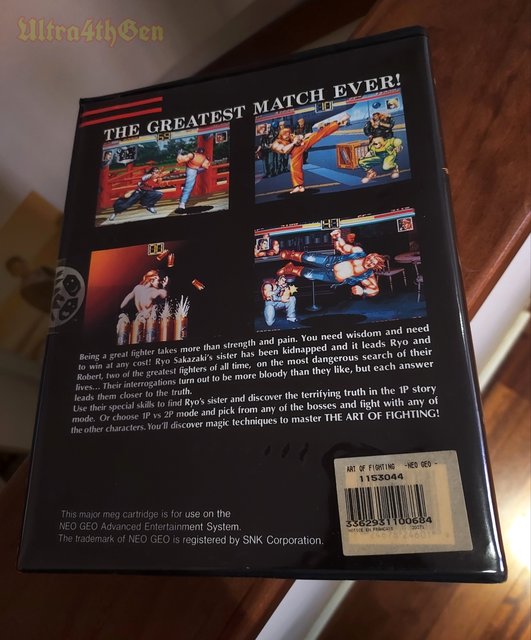 Ultra4thGen
THE GREATEST MATCH EVER!
Being a great fighter takes more than strength and pain. You need wisdom and need
to win at any cost! Ryo Sakazaki's sister has been kidnapped and it leads Ryo and
Robert, two of the greatest fighters of all time, on the most dangerous search of their
lives... Their interrogations turn out to be more bloody than they like, but each answer
leads them closer to the truth.
Use their special skills to find Ryo's sister and discover the terrifying truth in the 1P story
mode. Or choose 1P vs 2P mode and pick from any of the bosses and fight with any of
the other characters. You'll discover magic techniques to master THE ART OF FIGHTING!
ART OF FIGHTING -NEO GEO -
1153044
3362931100684
NOTICE EN FRANCAIS
This major meg cartridge is for use on the
NEO GEO Advanced Entertainment System.
The trademark of NEO GEO is registered by SNK Corporation.